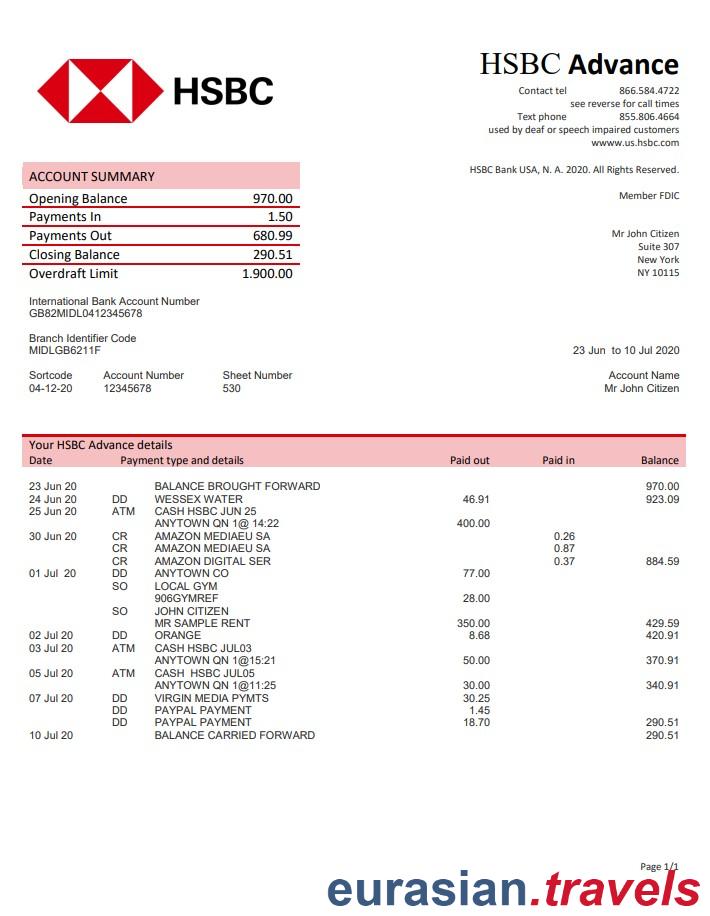 HSBC
HSBC Advance
Contact tel 866.584.4722
see reverse for call times
Text phone 855.806.4664
used by deaf or speech impaired customers
wwww.us.hsbc.com
HSBC Bank USA, N. A. 2020. All Rights Reserved.
Member FDIC
ACCOUNT SUMMARY
Opening Balance 970.00
Payments In 1.50
Payments Out 680.99
Closing Balance 290.51
Overdraft Limit 1.900.00
Mr John Citizen
Suite 307
New York
NY 10115
International Bank Account Number
GB82MIDL0412345678
Branch Identifier Code
MIDLGB6211F
23 Jun to 10 Jul 2020
Sortcode Account Number Sheet Number
04-12-20 12345678 530
Account Name
Mr John Citizen
Your HSBC Advance details
Date Payment type and details Paid out Paid in Balance
23 Jun 20 BALANCE BROUGHT FORWARD 970.00
24 Jun 20 DD WESSEX WATER 46.91 923.09
25 Jun 20 ATM CASH HSBC JUN 25
ANYTOWN QN 1@ 14:22 400.00
30 Jun 20 CR AMAZON MEDIAEU SA 0.26
CR AMAZON MEDIAEU SA 0.87
CR AMAZON DIGITAL SER 0.37 884.59
01 Jul 20 DD ANYTOWN CO 77.00
SO LOCAL GYM
906GYMREF 28.00
SO JOHN CITIZEN
MR SAMPLE RENT 350.00 429.59
02 Jul 20 DD ORANGE 8.68 420.91
03 Jul 20 ATM CASH HSBC JUL03
ANYTOWN QN 1@15:21 50.00 370.91
05 Jul 20 ATM CASH HSBC JUL05
ANYTOWN QN 1@11:25 30.00 340.91
07 Jul 20 DD VIRGIN MEDIA PYMTS 30.25
DD PAYPAL PAYMENT 1.45
DD PAYPAL PAYMENT 18.70 290.51
10 Jul 20 BALANCE CARRIED FORWARD 290.51
Page 1/1
eurasian.travels